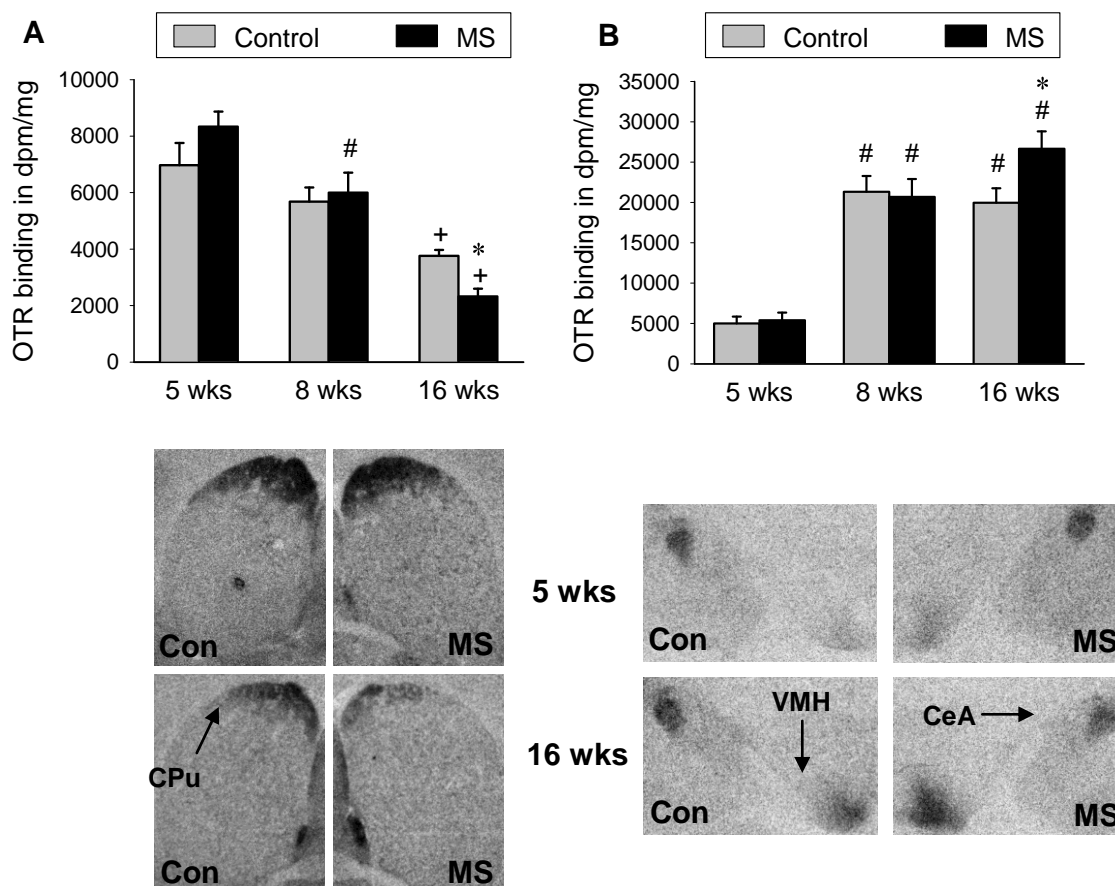 A
Control MS
OTR binding in dpm/mg
10000
8000
6000
4000
2000
0
#
+
*
+
5 wks 8 wks 16 wks
B
Control MS
OTR binding in dpm/mg
35000
30000
25000
20000
15000
10000
5000
0
# # #
*
#
5 wks 8 wks 16 wks
Con MS
5 wks
Con MS
CPu
Con MS
16 wks
VMH
CeA
Con MS